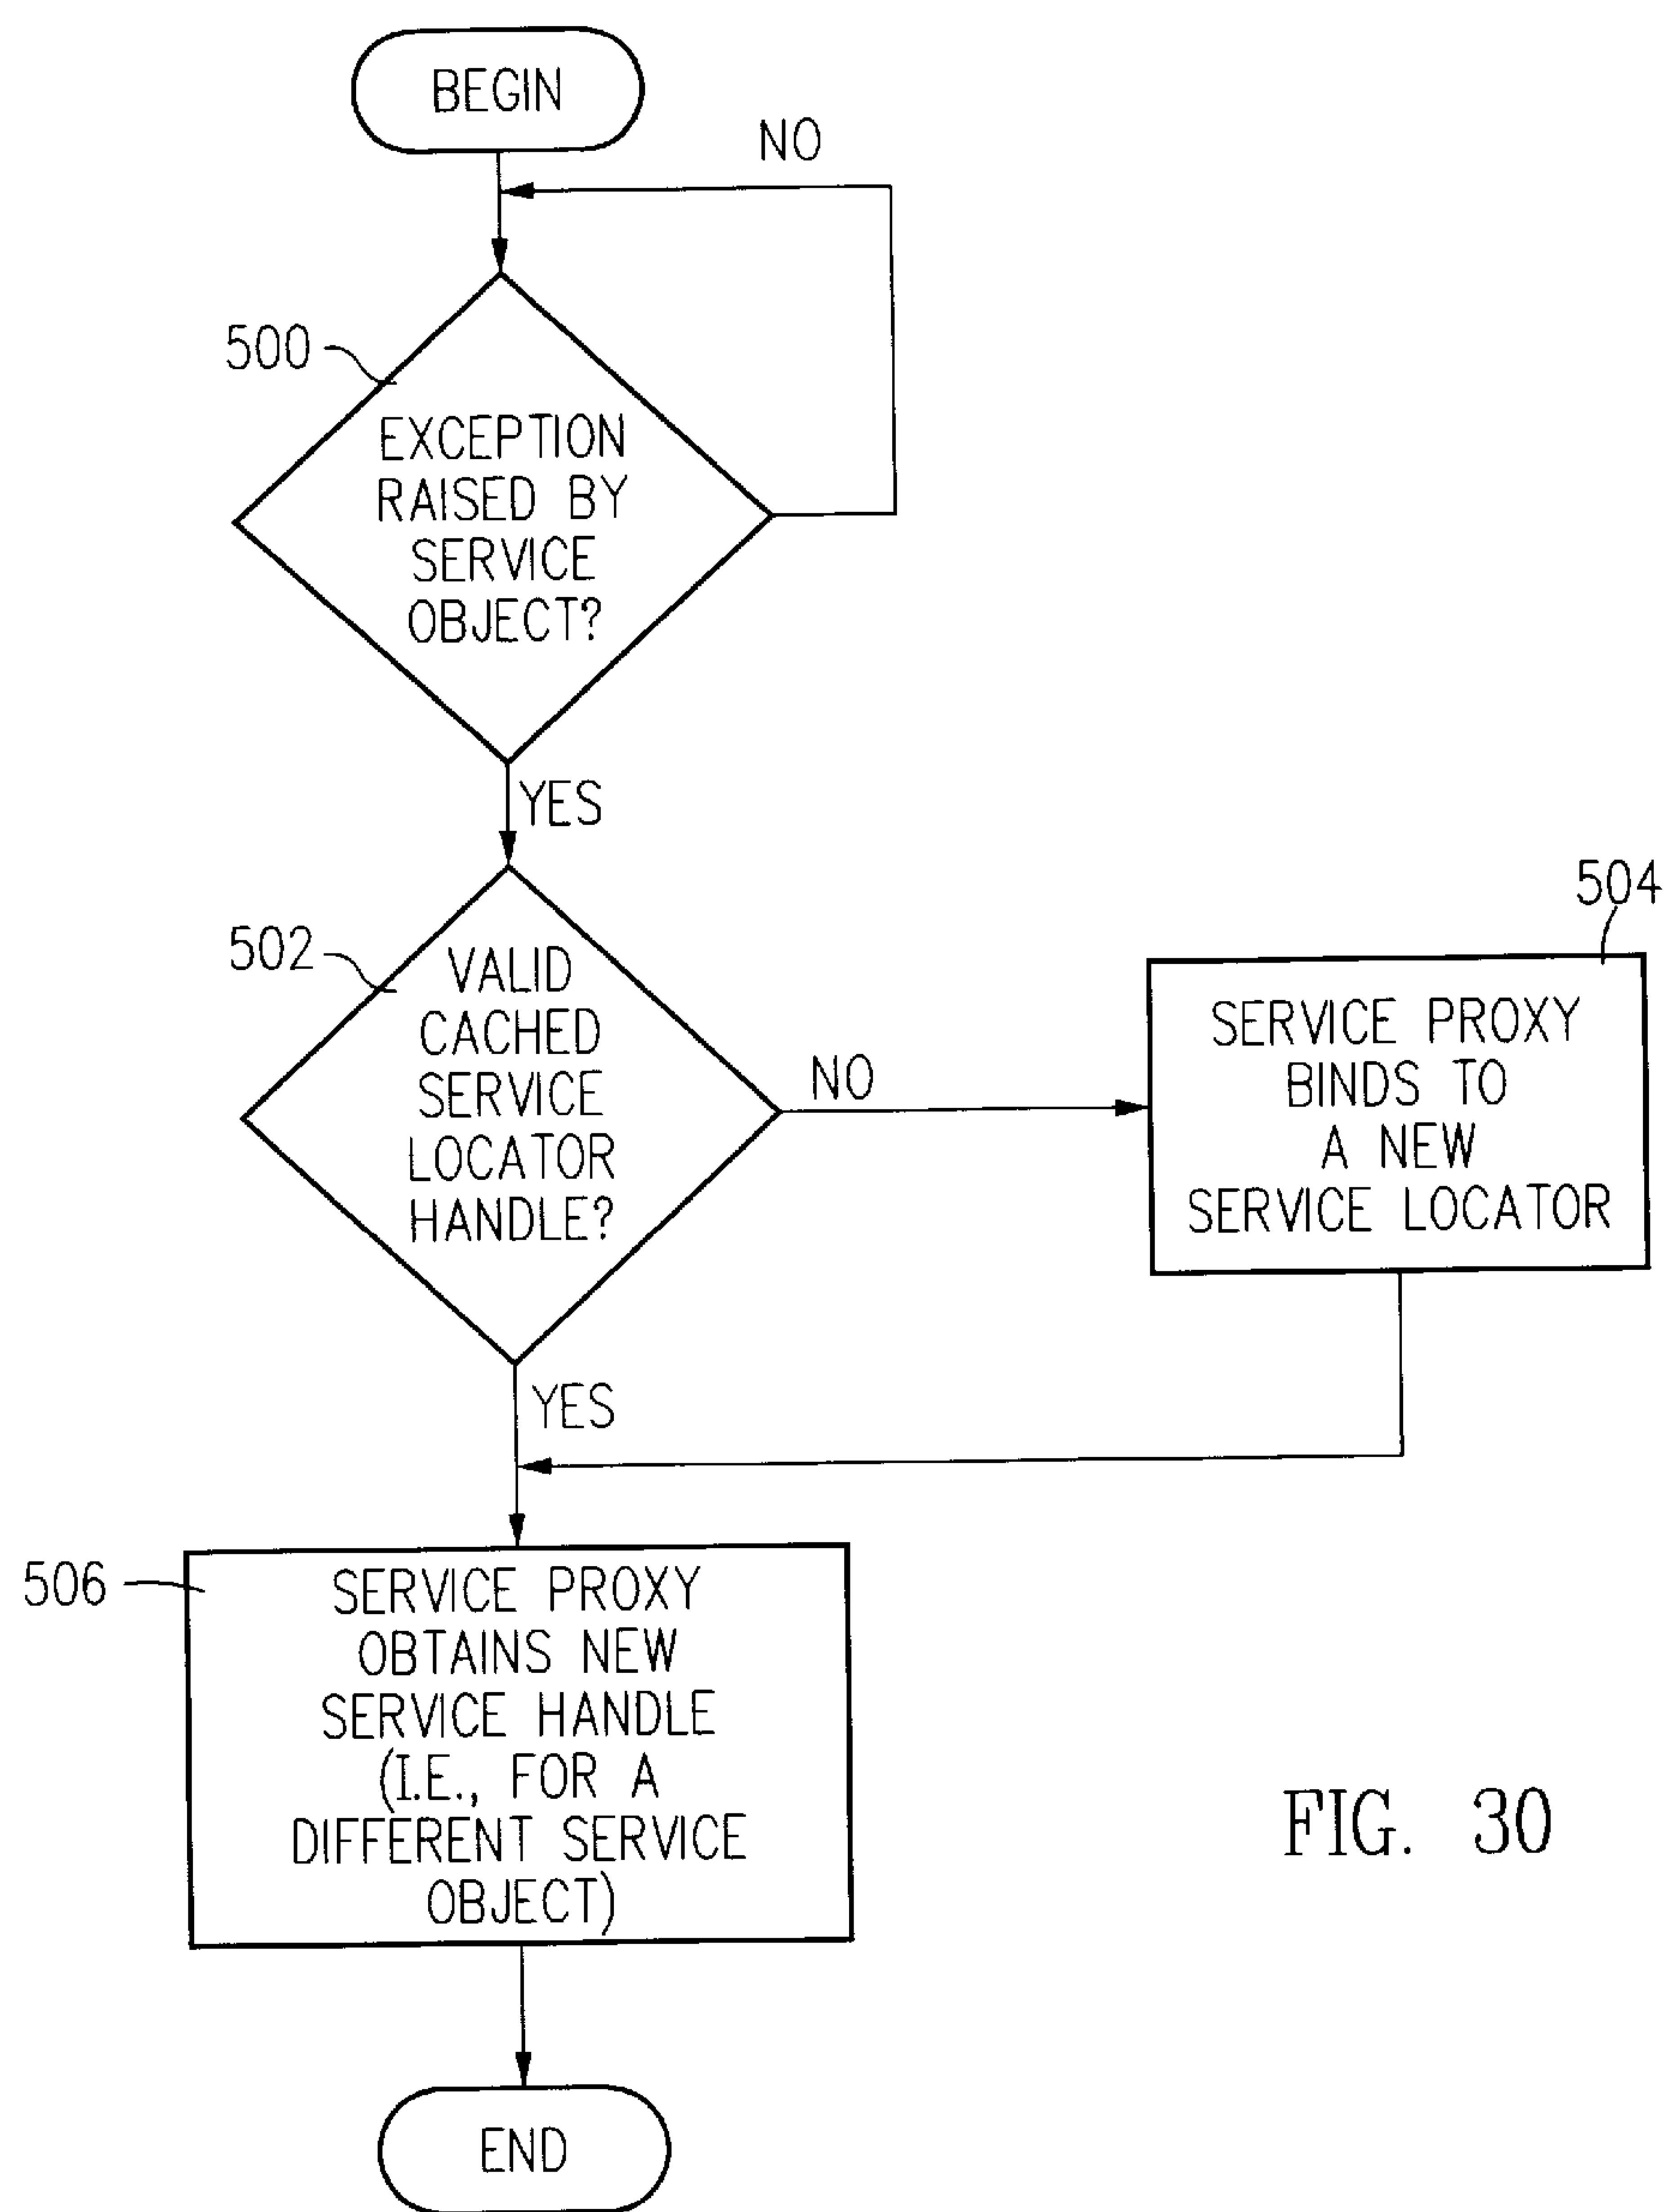 BEGIN
NO
500
EXCEPTION
RAISED BY
SERVICE
OBJECT?
YES
502
VALID
CACHED
SERVICE
LOCATOR
HANDLE?
NO
504
SERVICE PROXY
BINDS TO
A NEW
SERVICE LOCATOR
YES
506
SERVICE PROXY
OBTAINS NEW
SERVICE HANDLE
(I.E., FOR A
DIFFERENT SERVICE
OBJECT)
END
FIG. 30